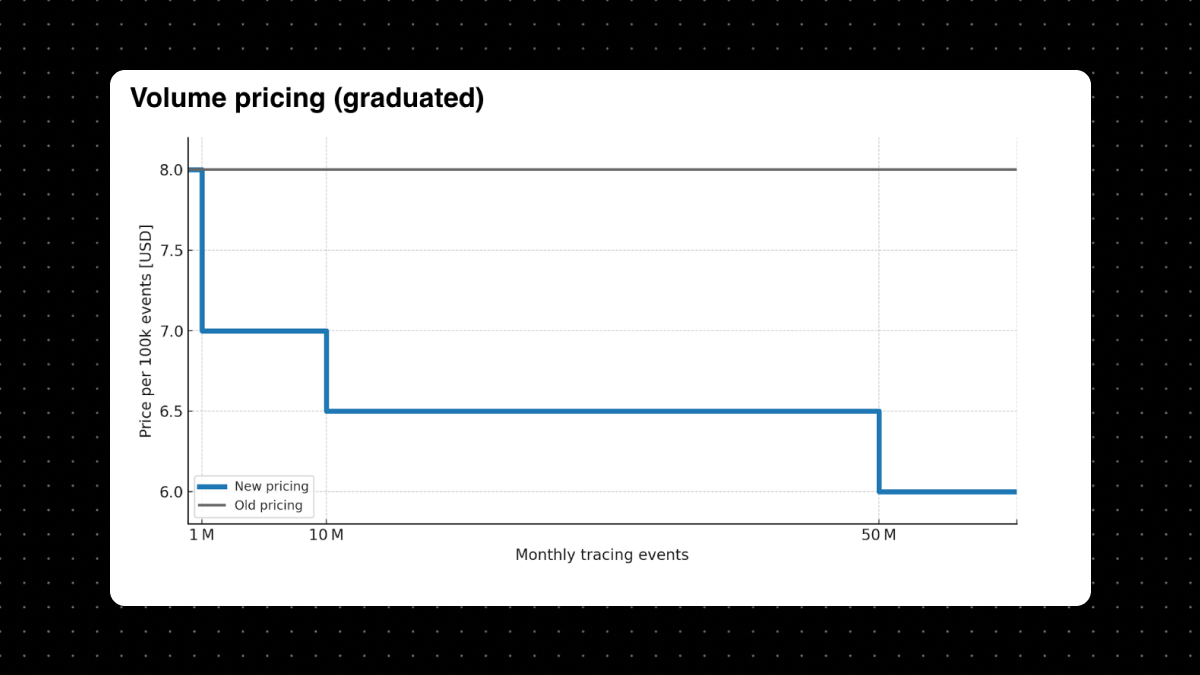 Volume pricing (graduated)
8.0
7.5
7.0
6.5
6.0
Price per 100k events [USD]
New pricing
Old pricing
1 M
10 M
50 M
Monthly tracing events